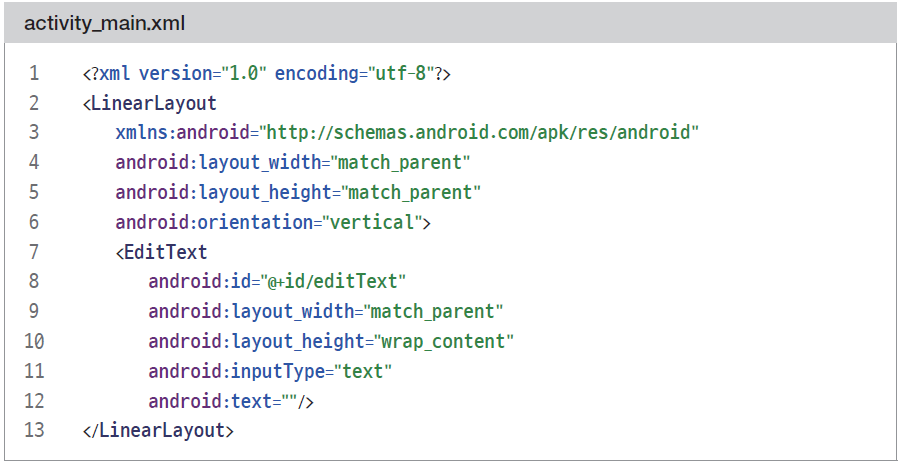 activity_main.xml
1 <?xml version="1.0" encoding="utf-8"?>
2 <LinearLayout
3 xmlns:android="http://schemas.android.com/apk/res/android"
4 android:layout_width="match_parent"
5 android:layout_height="match_parent"
6 android:orientation="vertical">
7 <EditText
8 android:id="@+id/editText"
9 android:layout_width="match_parent"
10 android:layout_height="wrap_content"
11 android:inputType="text"
12 android:text=""/>
13 </LinearLayout>